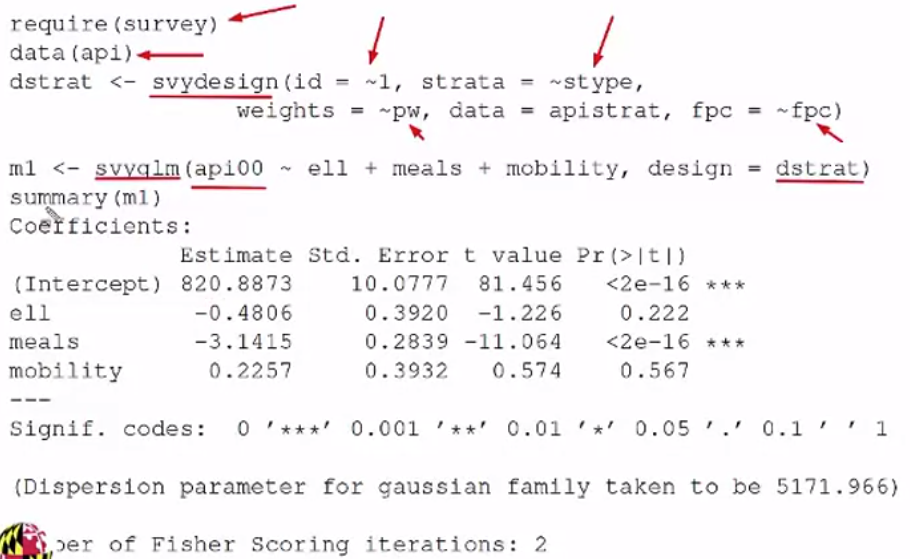 require(survey)
data(api)
dstrat <- svydesign(id = ~1, strata = ~stype,
weights = ~pw, data = apistrat, fpc = ~fpc)
m1 <- svyglm(api00 ~ ell + meals + mobility, design = dstrat)
summary(m1)
Coefficients:
Estimate Std. Error t value Pr(>|t|)
(Intercept) 820.8873 10.0777 81.456 <2e-16 ***
ell -0.4806 0.3920 -1.226 0.222
meals -3.1415 0.2839 -11.064 <2e-16 ***
mobility 0.2257 0.3932 0.574 0.567
---
Signif. codes: 0 '***' 0.001 '**' 0.01 '*' 0.05 '.' 0.1 ' ' 1
(Dispersion parameter for gaussian family taken to be 5171.966)
of Fisher Scoring iterations: 2